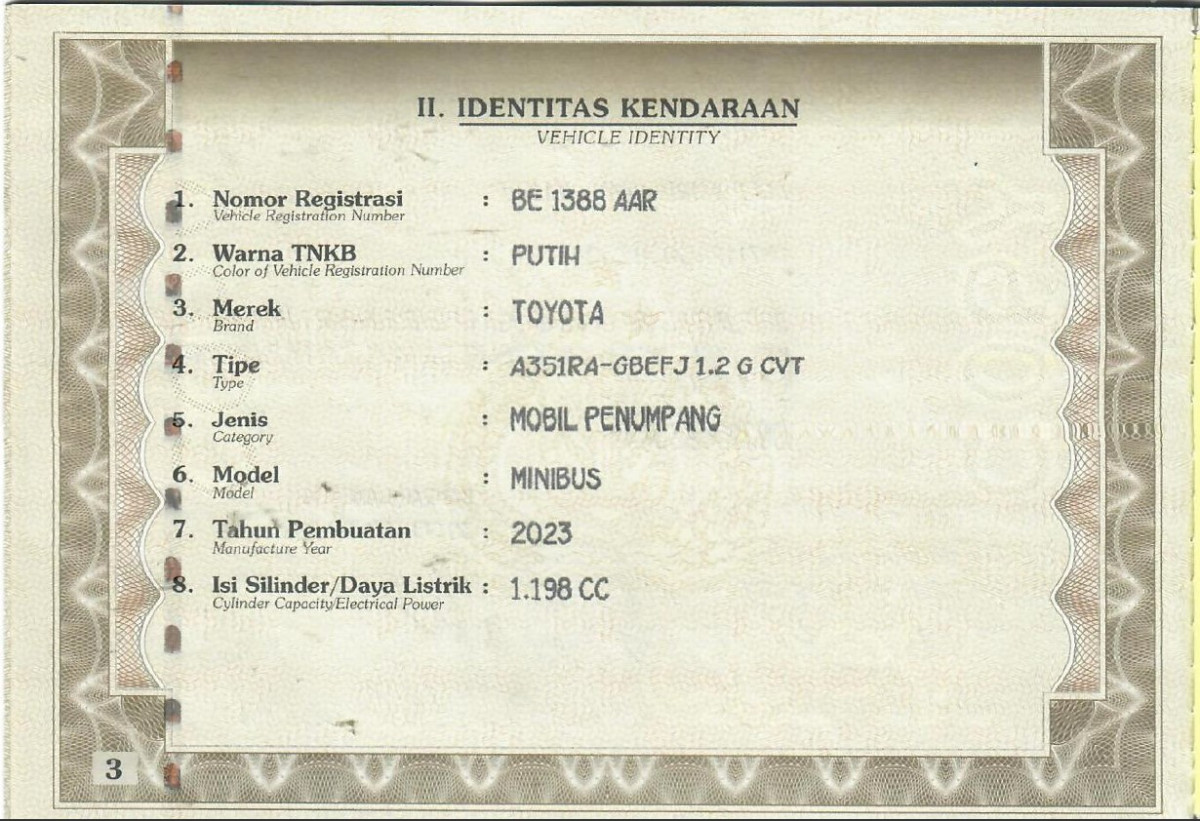 II. IDENTITAS KENDARAAN
VEHICLE IDENTITY
1. Nomor Registrasi : BE 1388 AAR
Vehicle Registration Number
2. Warna TNKB : PUTIH
Color of Vehicle Registration Number
3. Merek : TOYOTA
Brand
4. Tipe : A351RA-GBEFJ 1.2 G CVT
Type
5. Jenis : MOBIL PENUMPANG
Category
6. Model : MINIBUS
Model
7. Tahun Pembuatan : 2023
Manufacture Year
8. Isi Silinder/Daya Listrik : 1.198 CC
Cylinder Capacity/Electrical Power
3